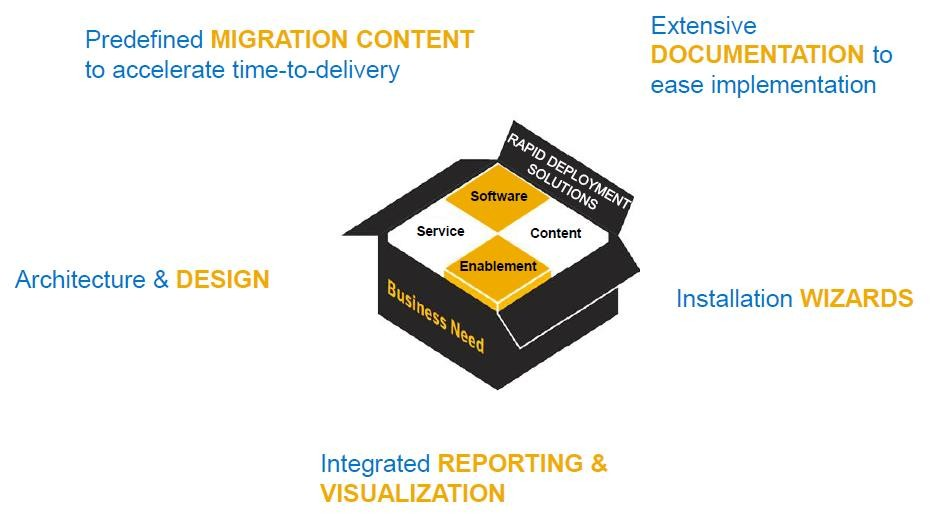 Predefined MIGRATION CONTENT
to accelerate time-to-delivery
Extensive
DOCUMENTATION to
ease implementation
RAPID DEPLOYMENT
SOLUTIONS
Software
Service
Content
Enablement
Business Need
Architecture & DESIGN
Installation WIZARDS
Integrated REPORTING &
VISUALIZATION